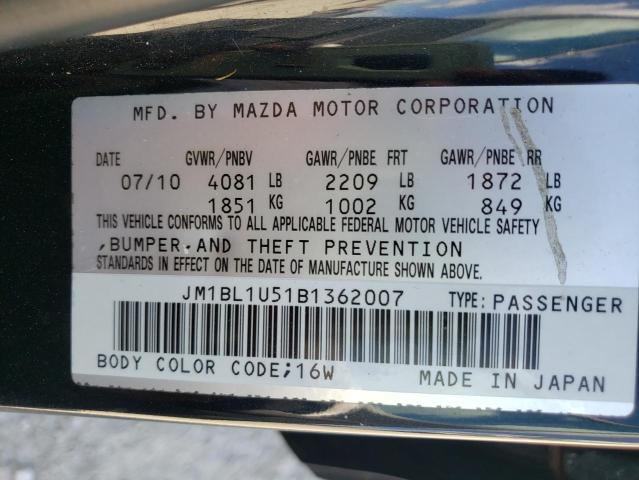 MFD. BY MAZDA MOTOR CORPORATION
DATE GVWR/PNBV GAWR/PNBE FRT GAWR/PNBE RR
07/10 4081 LB 2209 LB 1872 LB
1851 KG 1002 KG 849 KG
THIS VEHICLE CONFORMS TO ALL APPLICABLE FEDERAL MOTOR VEHICLE SAFETY
,BUMPER,AND THEFT PREVENTION
STANDARDS IN EFFECT ON THE DATE OF MANUFACTURE SHOWN ABOVE.
JM1BL1U51B1362007 TYPE: PASSENGER
BODY COLOR CODE;16W MADE IN JAPAN